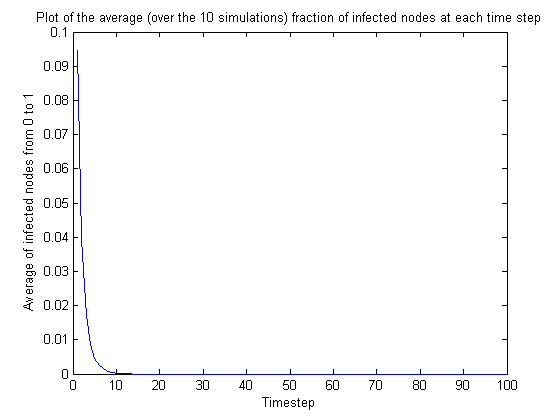 Plot of the average (over the 10 simulations) fraction of infected nodes at each time step
0.1
0.09
0.08
0.07
0.06
0.05
0.04
0.03
0.02
0.01
0
Average of infected nodes from 0 to 1
0 10 20 30 40 50 60 70 80 90 100
Timestep